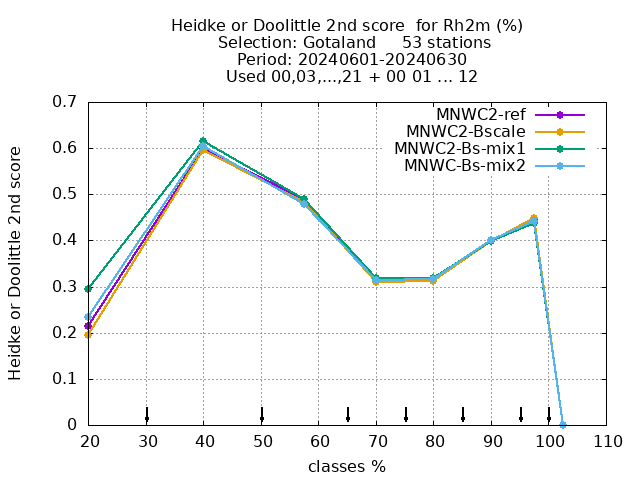 Heidke or Doolittle 2nd score  for Rh2m (%)
Selection: Gotaland     53 stations
Period: 20240601-20240630
Used 00,03,...,21 + 00 01 ... 12
MNWC2-ref
MNWC2-Bscale
MNWC2-Bs-mix1
MNWC-Bs-mix2
Heidke or Doolittle 2nd score
0.7
0.6
0.5
0.4
0.3
0.2
0.1
0
20 30 40 50 60 70 80 90 100 110
classes %